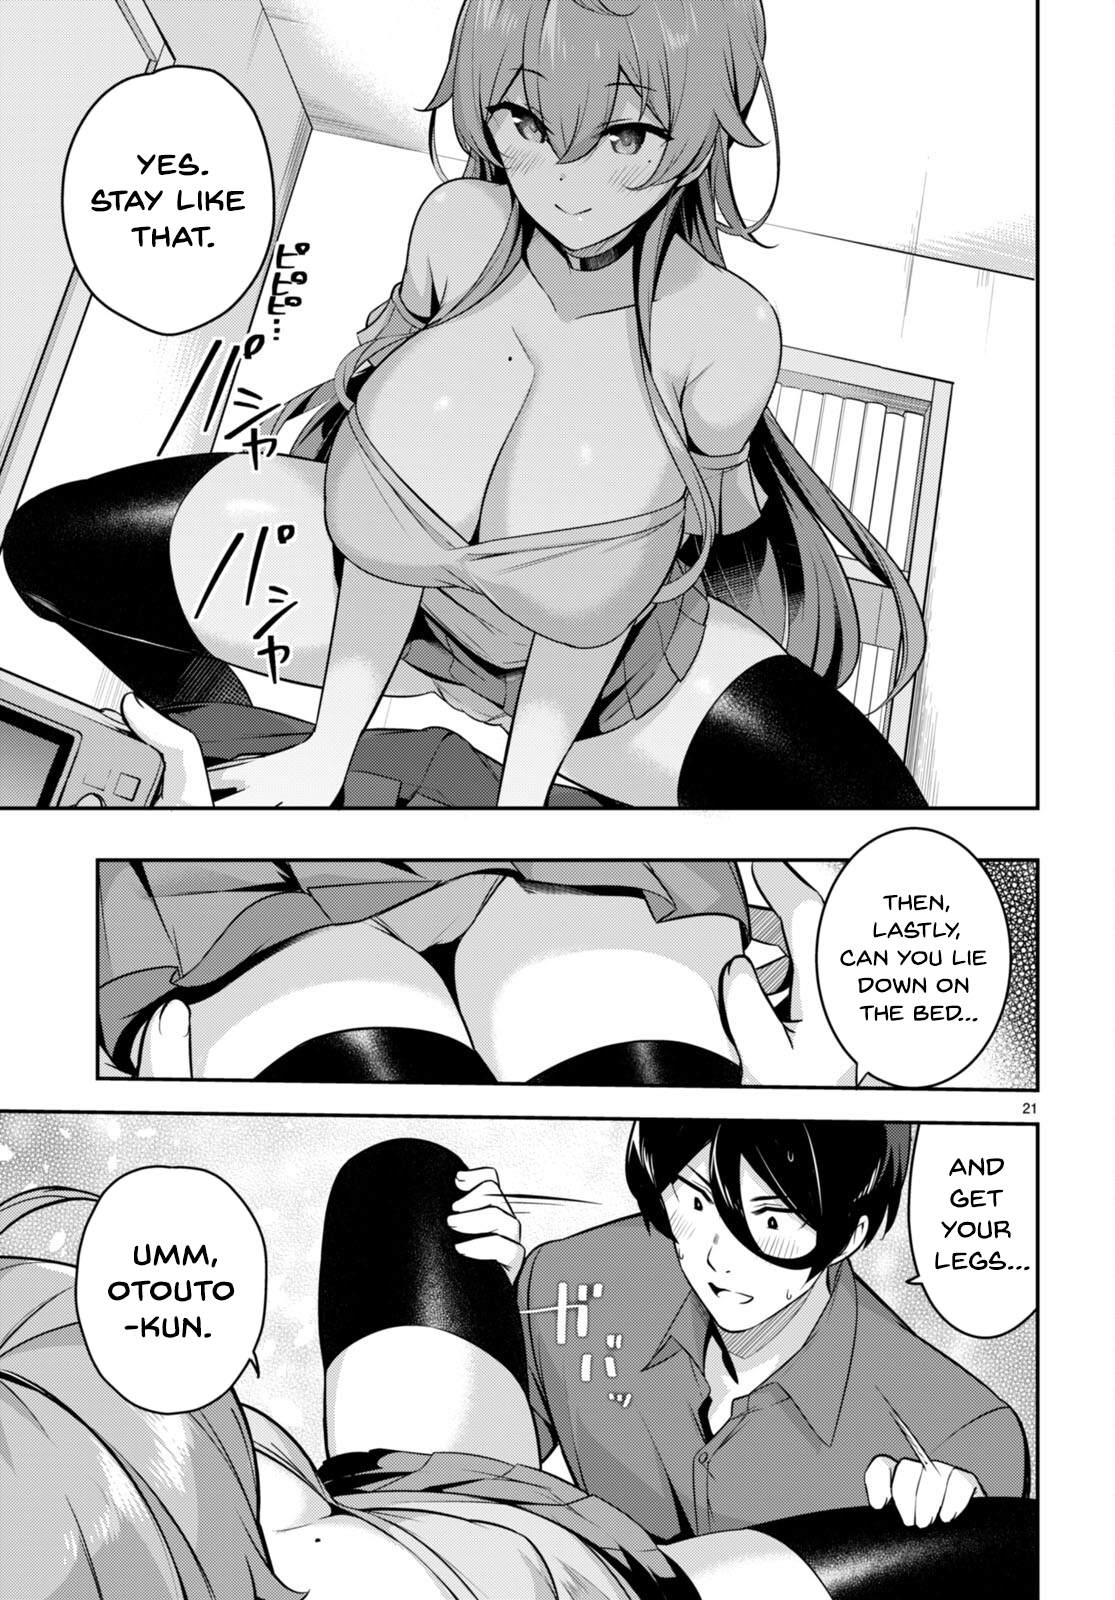 YES.
STAY LIKE
THAT.
ピピピ...
パシャ
パシャ
THEN,
LASTLY,
CAN YOU LIE
DOWN ON
THE BED...
21
AND
GET
YOUR
LEGS...
ガバッ
UMM,
OTOUTO
-KUN.